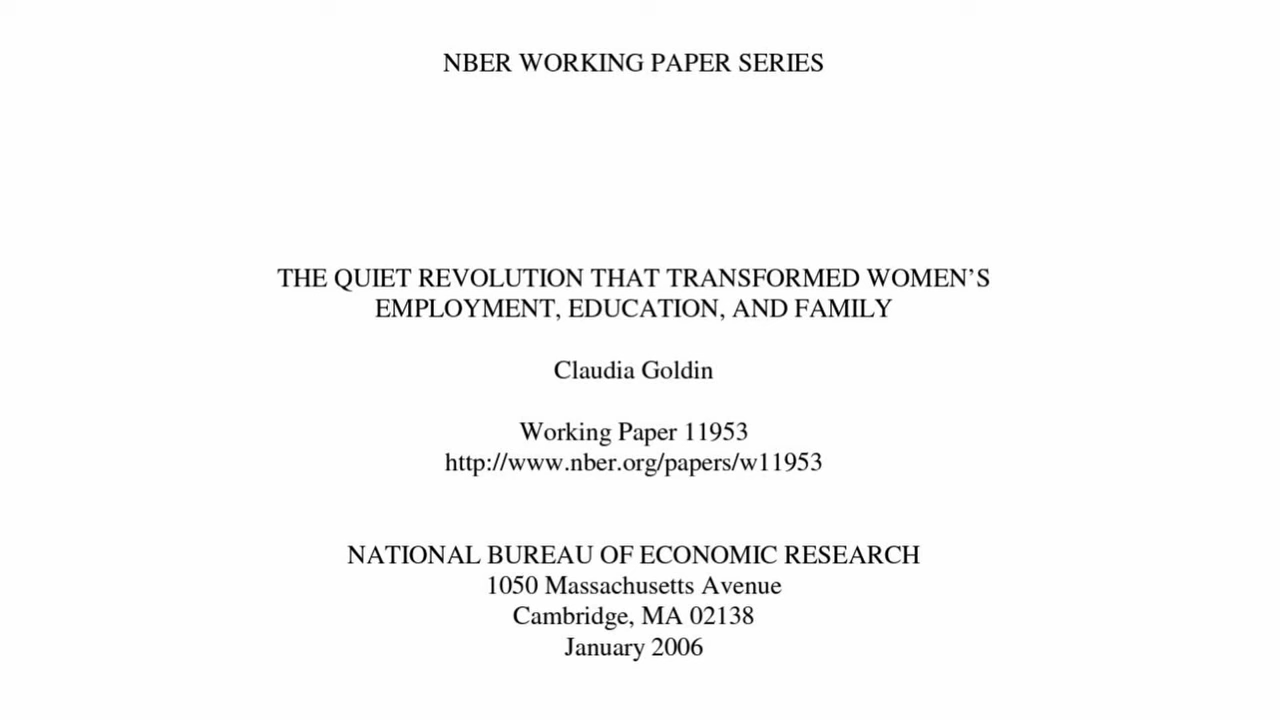 NBER WORKING PAPER SERIES
THE QUIET REVOLUTION THAT TRANSFORMED WOMEN’S
EMPLOYMENT, EDUCATION, AND FAMILY
Claudia Goldin
Working Paper 11953
http://www.nber.org/papers/w11953
NATIONAL BUREAU OF ECONOMIC RESEARCH
1050 Massachusetts Avenue
Cambridge, MA 02138
January 2006